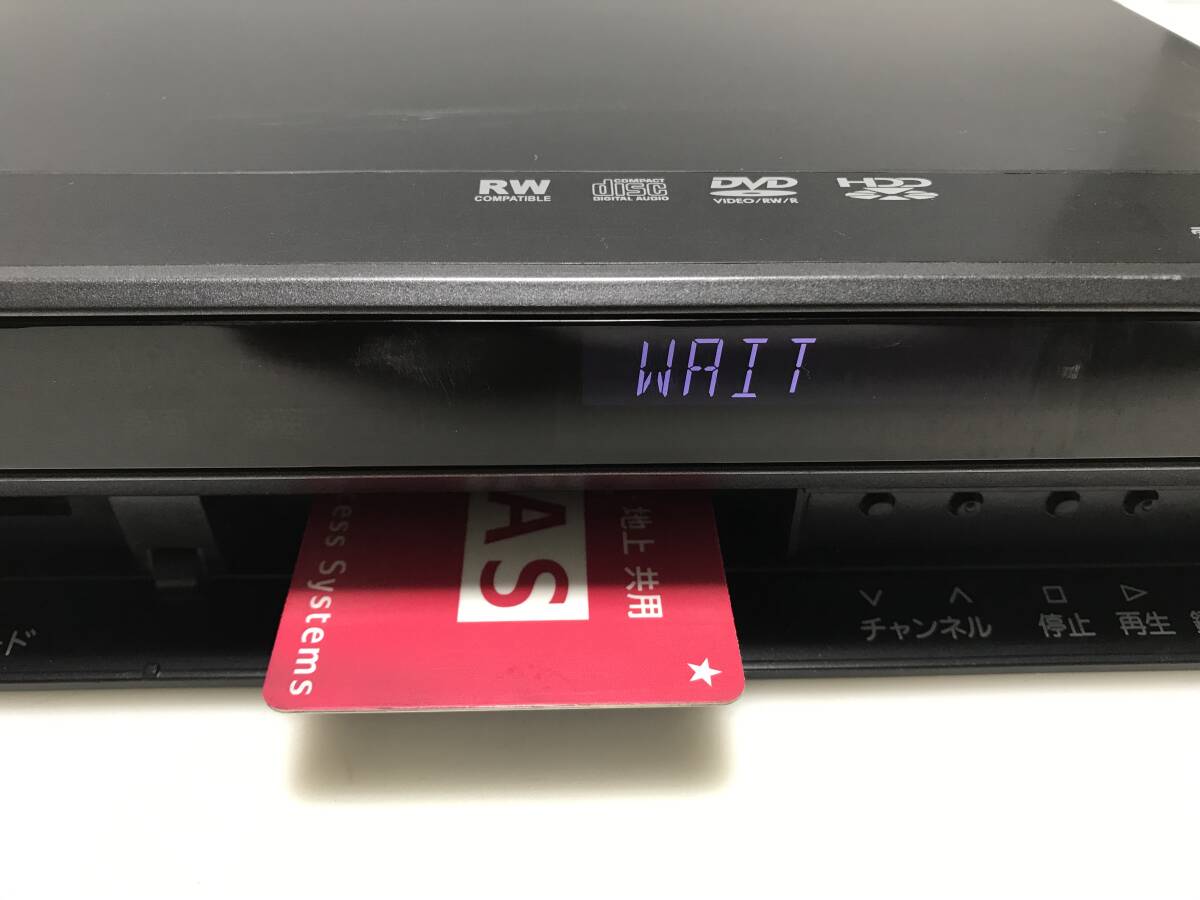 RW
COMPATIBLE
COMPACT
disc
DIGITAL AUDIO
DVD
VIDEO/RW/R
HDD
WAIT
地上 共用
AS
ess Systems
チャンネル
停止
再生
ード